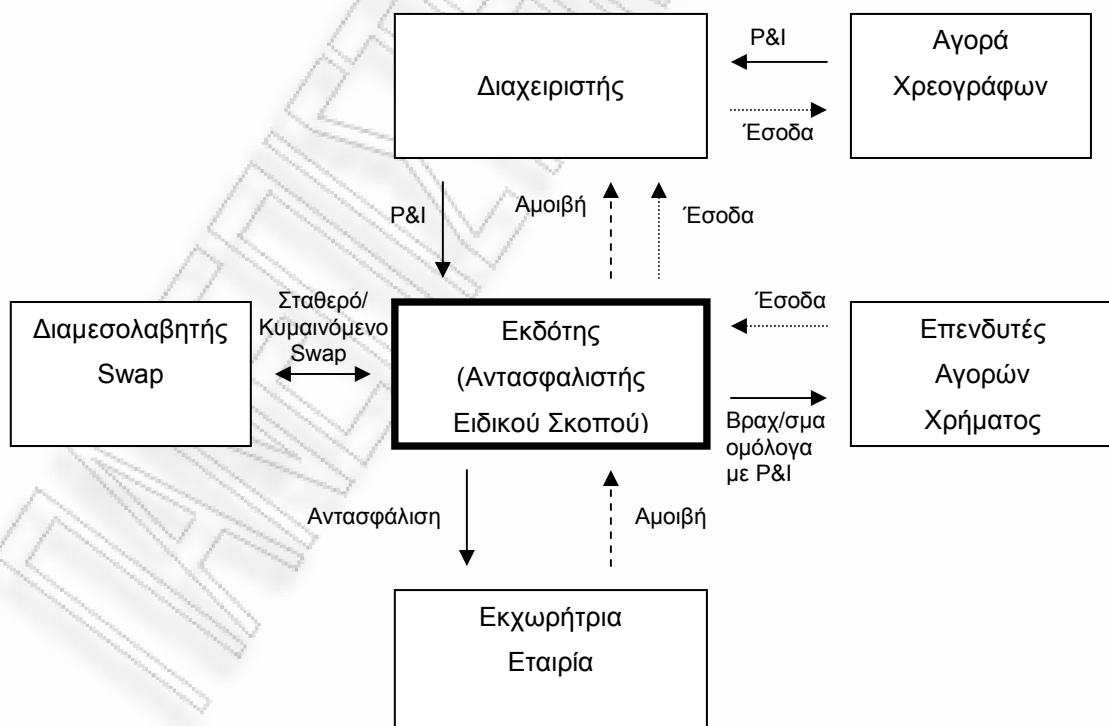 Διαχειριστής
P&I
Έσοδα
Αγορά
Χρεογράφων
P&I
Αμοιβή
Έσοδα
Διαμεσολαβητής
Swap
Σταθερό/
Κυμαινόμενο
Swap
Εκδότης
(Αντασφαλιστής
Ειδικού Σκοπού)
Έσοδα
Βραχ/σμα
ομόλογα
με P&I
Επενδυτές
Αγορών
Χρήματος
Αντασφάλιση
Αμοιβή
Εκχωρήτρια
Εταιρία